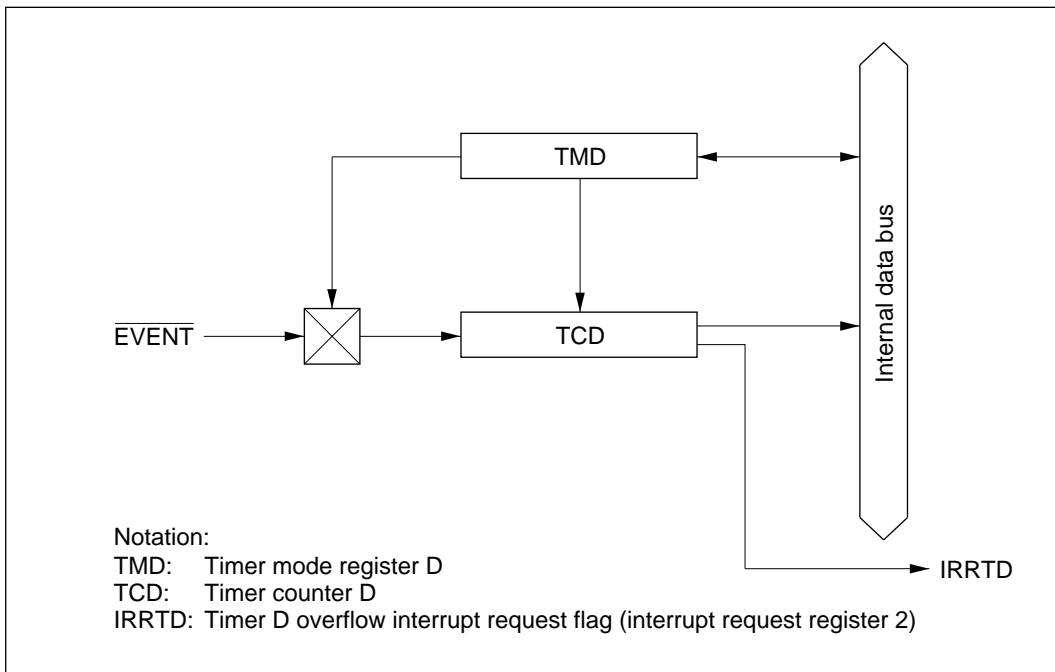 TMD
Internal data bus
EVENT
TCD
IRRTD
Notation:
TMD: Timer mode register D
TCD: Timer counter D
IRRTD: Timer D overflow interrupt request flag (interrupt request register 2)